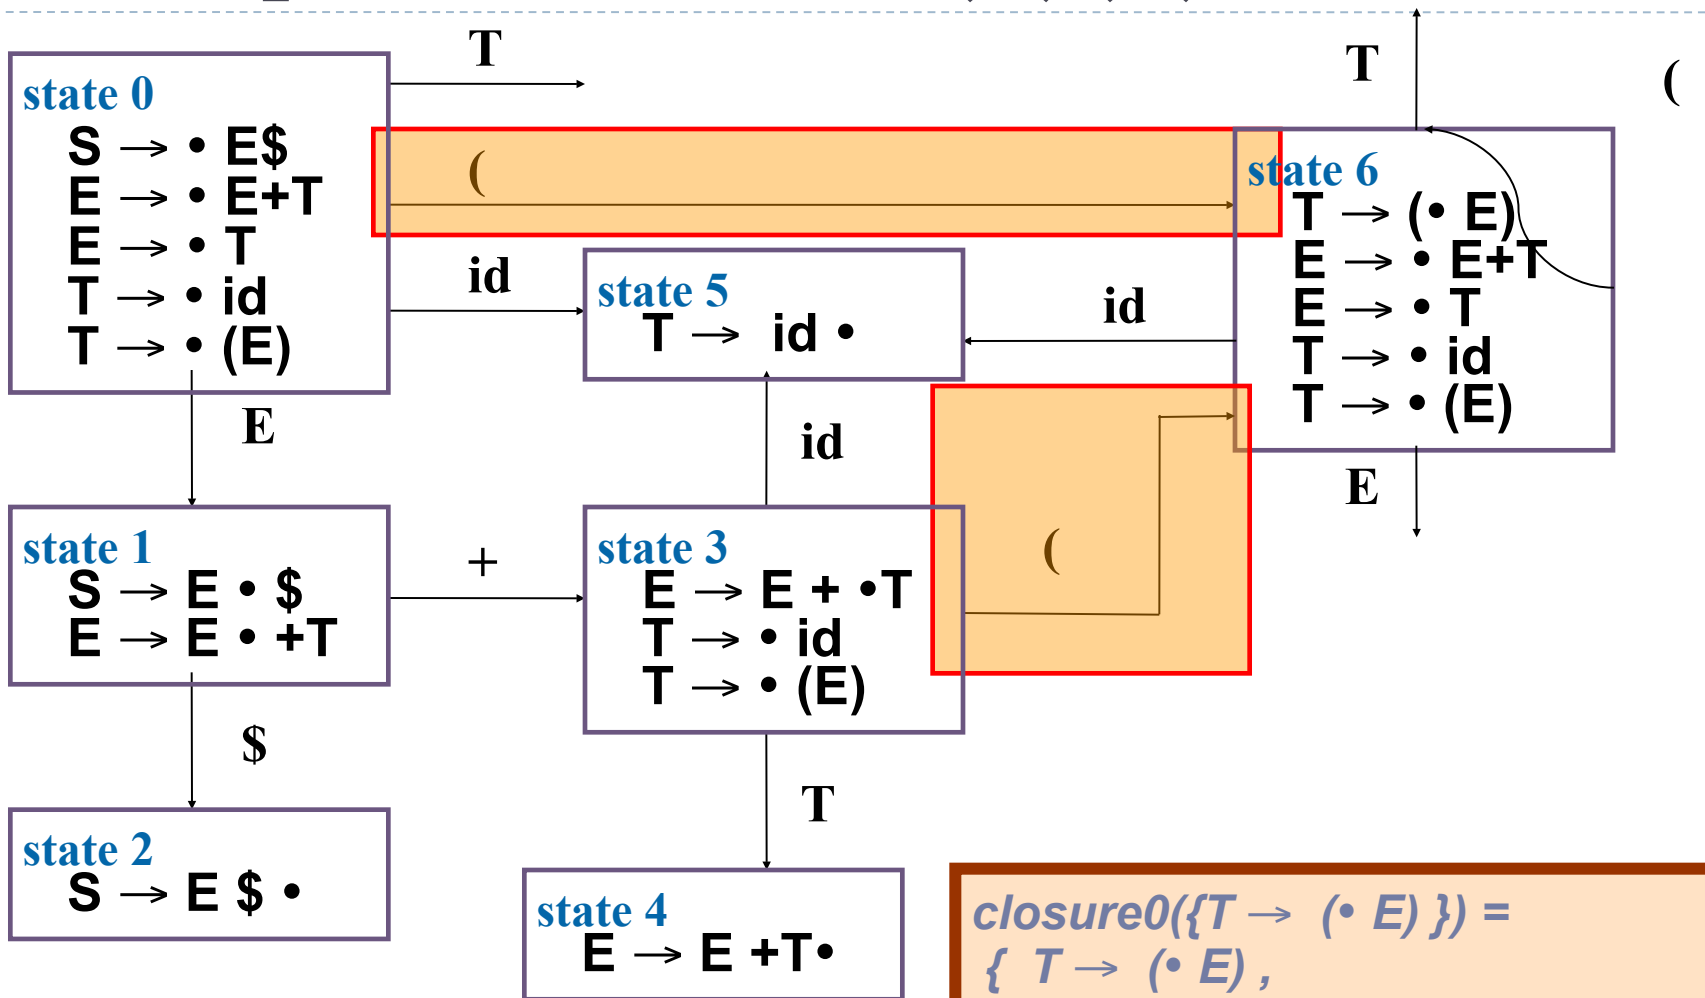 T
state 0
S → • E$
E → • E+T
E → • T
T → • id
T → • (E)
(
id
E
state 1
S → E • $
E → E • +T
$
state 2
S → E $ •
+
state 5
T → id •
id
state 3
E → E + •T
T → • id
T → • (E)
(
T
state 4
E → E +T•
T
(
state 6
T → (• E)
E → • E+T
E → • T
T → • id
T → • (E)
id
E
closure0({T → (• E) }) =
{ T → (• E) ,